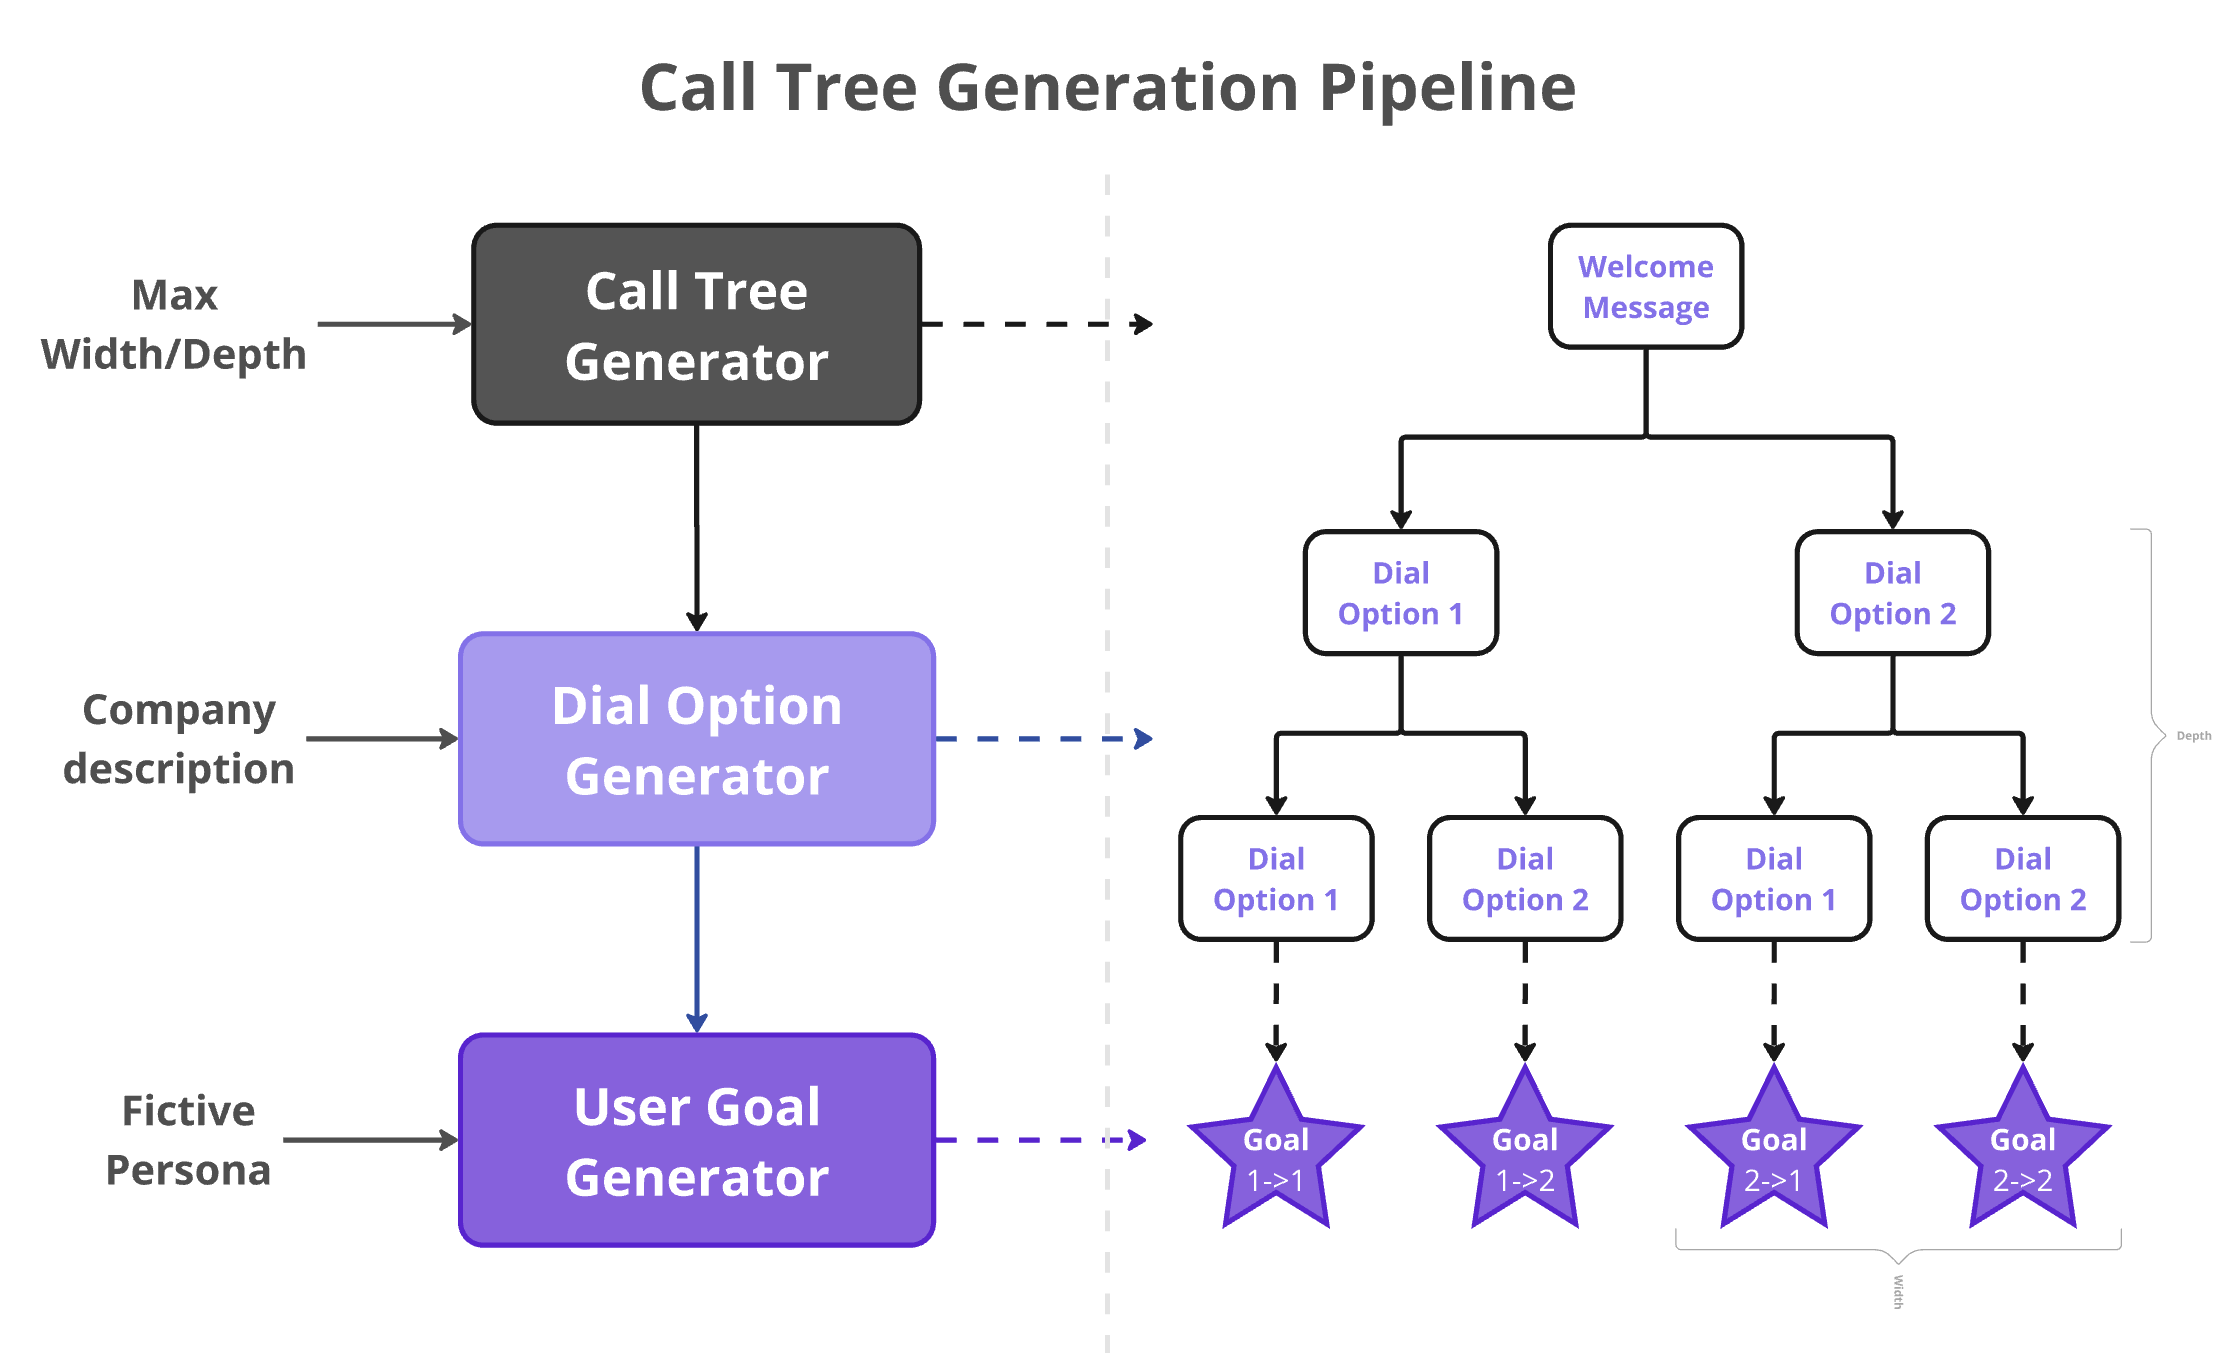 Call Tree Generation Pipeline
Max
Width/Depth
Call Tree
Generator
Company
description
Dial Option
Generator
Fictive
Persona
User Goal
Generator
Welcome
Message
Dial
Option 1
Dial
Option 2
Dial
Option 1
Dial
Option 2
Dial
Option 1
Dial
Option 2
Depth
Goal
1->1
Goal
1->2
Goal
2->1
Goal
2->2
Width